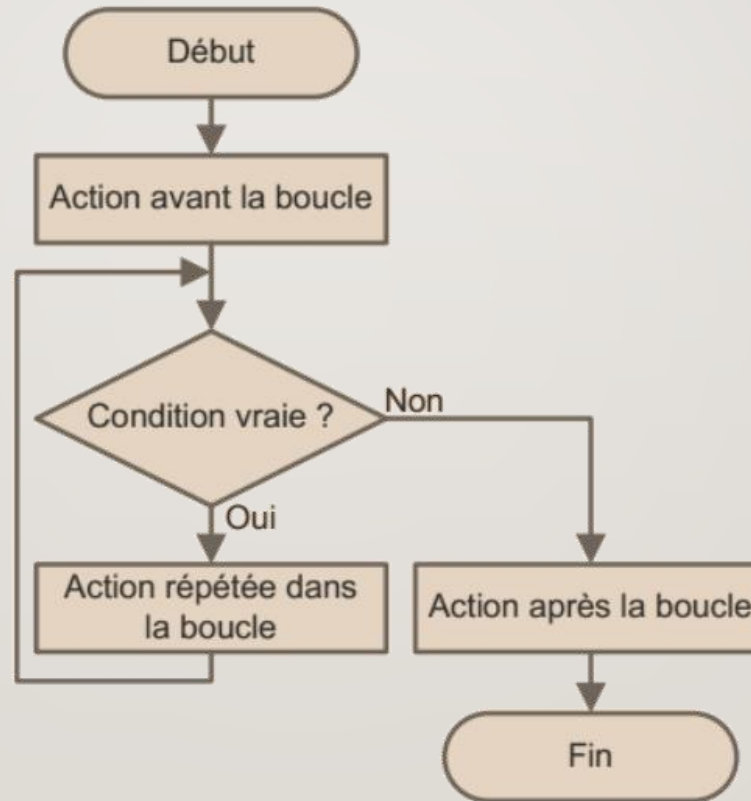 Début
Action avant la boucle
Condition vraie ?
Non
Oui
Action répétée dans
la boucle
Action après la boucle
Fin